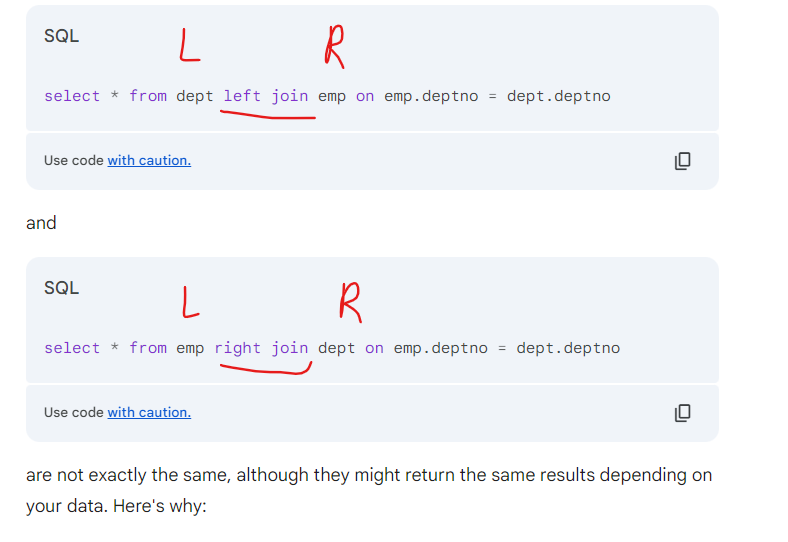 SQL
L R
select * from dept left join emp on emp.deptno = dept.deptno
Use code with caution.
and
SQL
L R
select * from emp right join dept on emp.deptno = dept.deptno
Use code with caution.
are not exactly the same, although they might return the same results depending on
your data. Here's why: